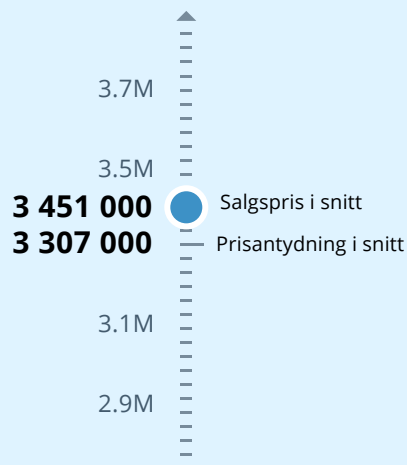 3.7M
3.5M
3 451 000 Salgspris i snitt
3 307 000 Prisantydning i snitt
3.1M
2.9M